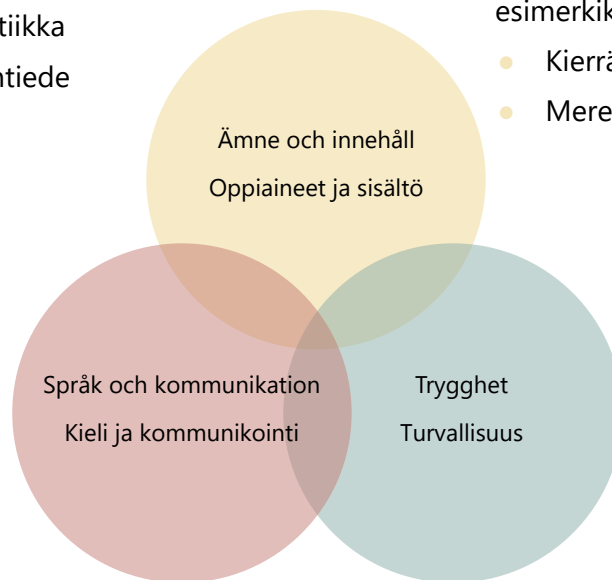 tiikka
ntiede
esimerkik
Kierrä
Mere
Ämne och innehåll
Oppiaineet ja sisältö
Språk och kommunikation
Kieli ja kommunikointi
Trygghet
Turvallisuus